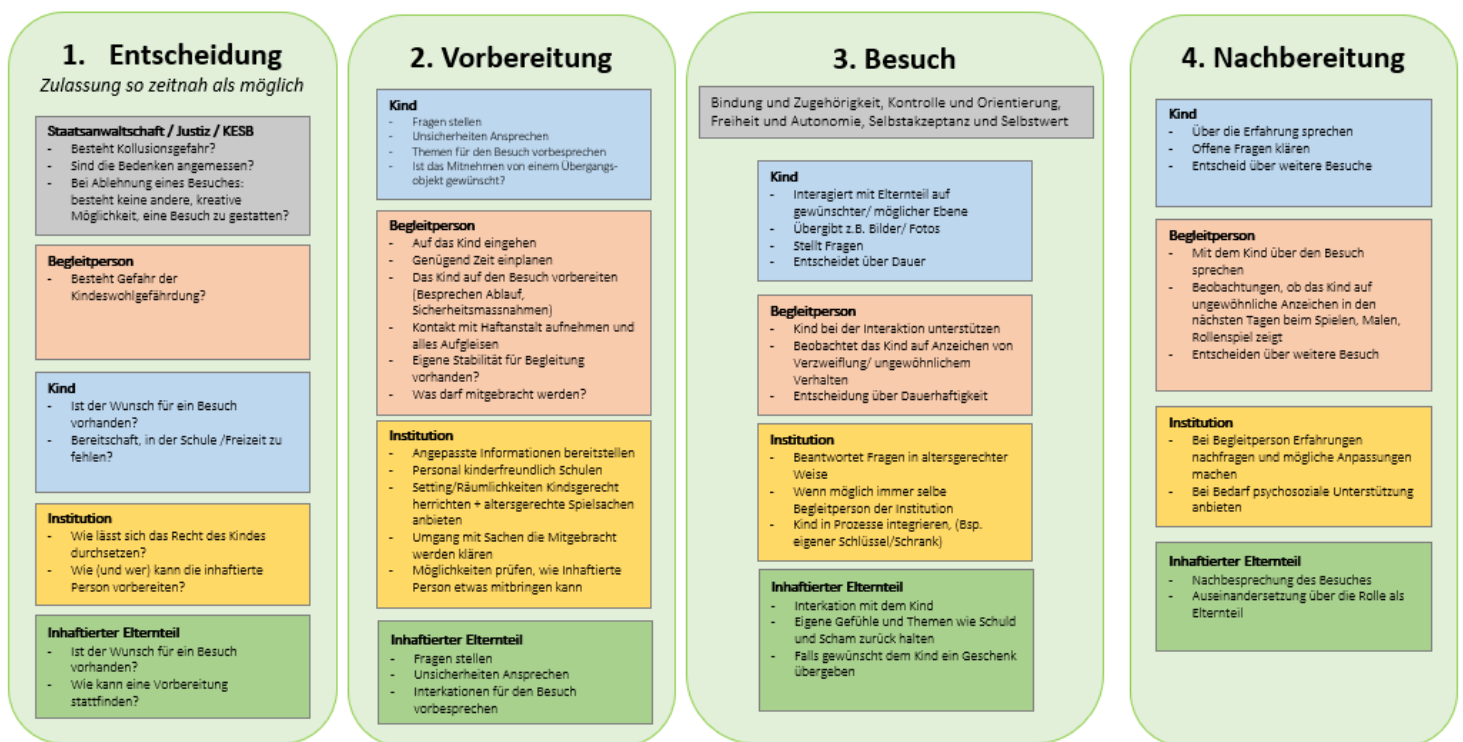 1. Entscheidung
Zulassung so zeitnah als möglich
Staatsanwaltschaft / Justiz / KESB
- Besteht Kollusionsgefahr?
- Sind die Bedenken angemessen?
- Bei Ablehnung eines Besuches:
besteht keine andere, kreative
Möglichkeit, eine Besuch zu gestatten?
Begleitperson
- Besteht Gefahr der
Kindeswohlgefährdung?
Kind
- Ist der Wunsch für ein Besuch
vorhanden?
- Bereitschaft, in der Schule /Freizeit zu
fehlen?
Institution
- Wie lässt sich das Recht des Kindes
durchsetzen?
- Wie (und wer) kann die inhaftierte
Person vorbereiten?
Inhaftierter Elternteil
- Ist der Wunsch für ein Besuch
vorhanden?
- Wie kann eine Vorbereitung
stattfinden?
2. Vorbereitung
Kind
- Fragen stellen
- Unsicherheiten Ansprechen
- Themen für den Besuch vorbesprechen
- Ist das Mitnehmen von einem Übergangs-
objekt gewünscht?
Begleitperson
- Auf das Kind eingehen
- Genügend Zeit einplanen
- Das Kind auf den Besuch vorbereiten
(Besprechen Ablauf,
Sicherheitsmassnahmen)
- Kontakt mit Haftanstalt aufnehmen und
alles Aufgleisen
- Eigene Stabilität für Begleitung
vorhanden?
- Was darf mitgebracht werden?
Institution
- Angepasste Informationen bereitstellen
- Personal kinderfreundlich Schulen
- Setting/Räumlichkeiten Kindsgerecht
herrichten + altersgerechte Spielsachen
anbieten
- Umgang mit Sachen die Mitgebracht
werden klären
- Möglichkeiten prüfen, wie Inhaftierte
Person etwas mitbringen kann
Inhaftierter Elternteil
- Fragen stellen
- Unsicherheiten Ansprechen
- Interkationen für den Besuch
vorbesprechen
3. Besuch
Bindung und Zugehörigkeit, Kontrolle und Orientierung,
Freiheit und Autonomie, Selbstakzeptanz und Selbstwert
Kind
- Interagiert mit Elternteil auf
gewünschter/ möglicher Ebene
- Übergibt z.B. Bilder/ Fotos
- Stellt Fragen
- Entscheidet über Dauer
Begleitperson
- Kind bei der Interaktion unterstützen
- Beobachtet das Kind auf Anzeichen von
Verzweiflung/ ungewöhnlichem
Verhalten
- Entscheidung über Dauerhaftigkeit
Institution
- Beantwortet Fragen in altersgerechter
Weise
- Wenn möglich immer selbe
Begleitperson der Institution
- Kind in Prozesse integrieren, (Bsp.
eigener Schlüssel/Schrank)
Inhaftierter Elternteil
- Interkation mit dem Kind
- Eigene Gefühle und Themen wie Schuld
und Scham zurück halten
- Falls gewünscht dem Kind ein Geschenk
übergeben
4. Nachbereitung
Kind
- Über die Erfahrung sprechen
- Offene Fragen klären
- Entscheid über weitere Besuche
Begleitperson
- Mit dem Kind über den Besuch
sprechen
- Beobachtungen, ob das Kind auf
ungewöhnliche Anzeichen in den
nächsten Tagen beim Spielen, Malen,
Rollenspiel zeigt
- Entscheiden über weitere Besuch
Institution
- Bei Begleitperson Erfahrungen
nachfragen und mögliche Anpassungen
machen
- Bei Bedarf psychosoziale Unterstützung
anbieten
Inhaftierter Elternteil
- Nachbesprechung des Besuches
- Auseinandersetzung über die Rolle als
Elternteil